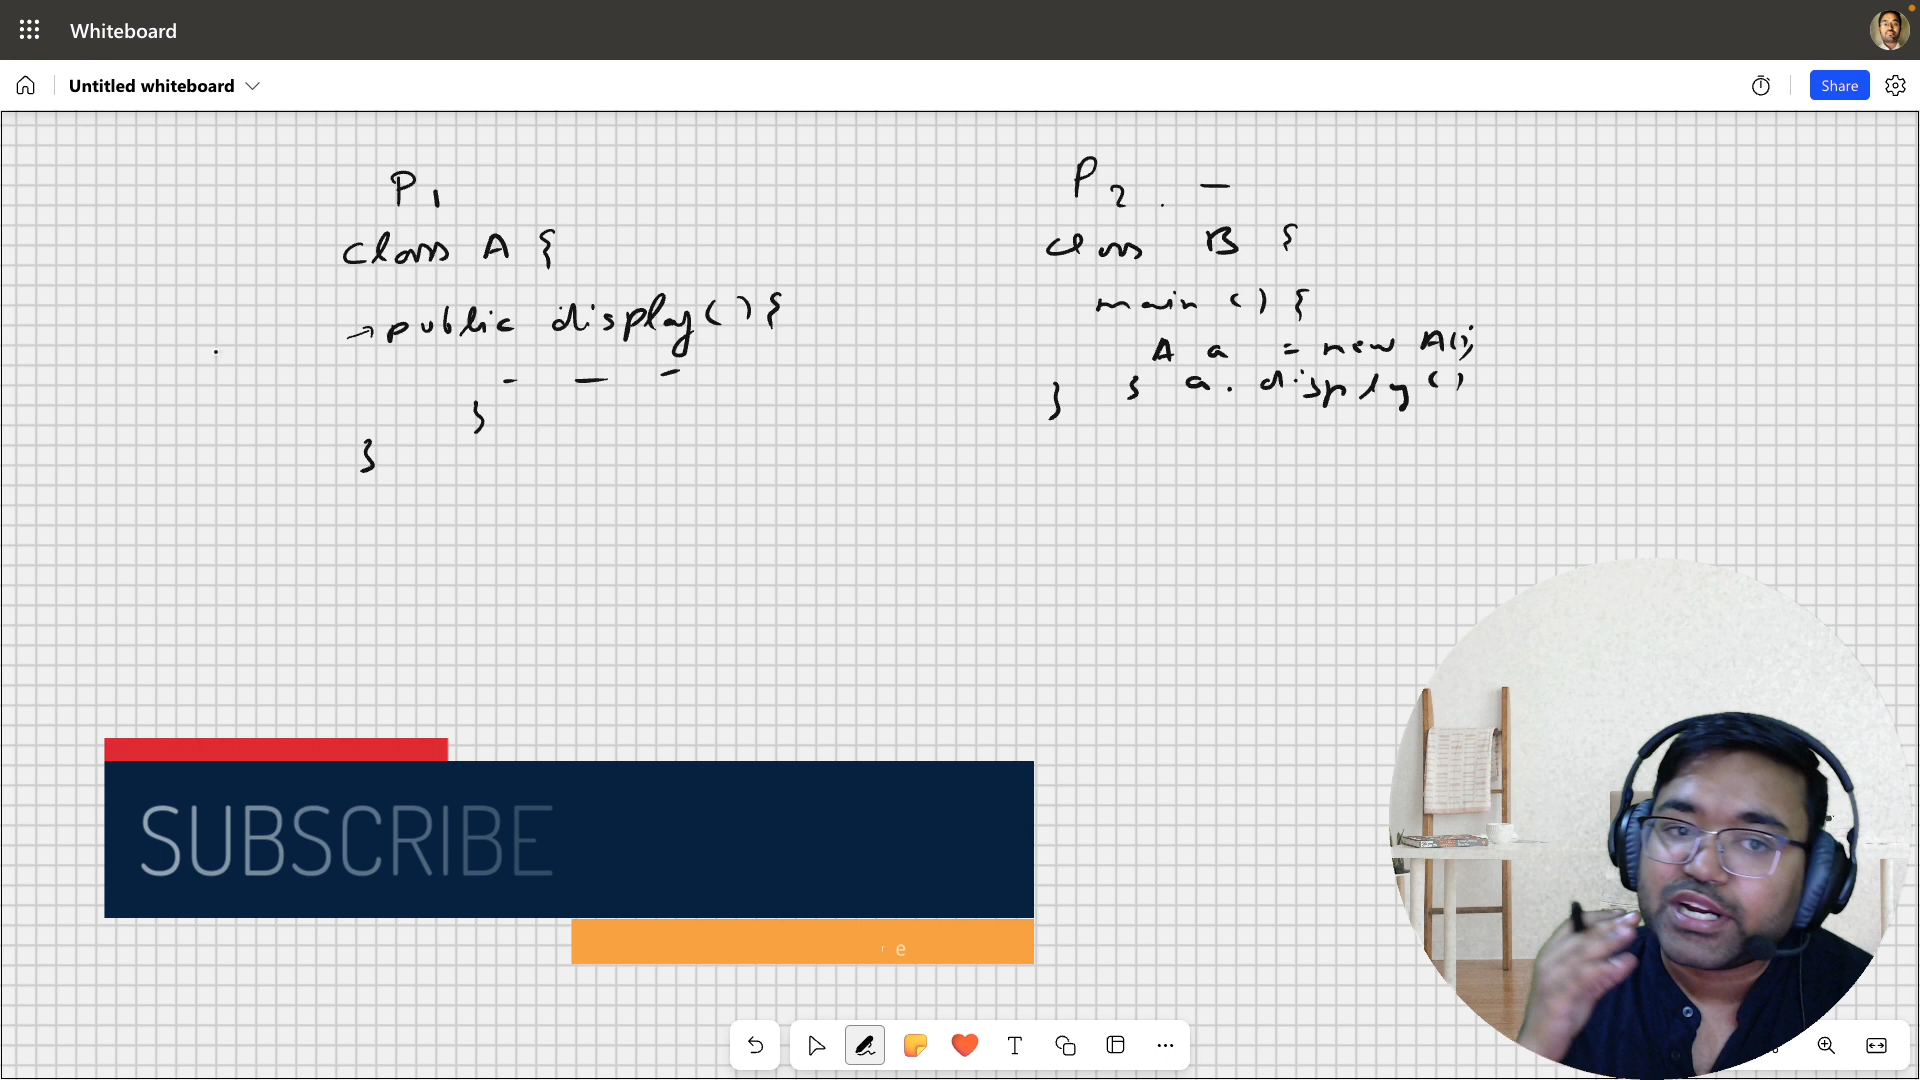 Whiteboard
Untitled whiteboard
Share
P1
class A {
→ public display() {
- - -
}
}
P2 . -
class B {
main () {
A a = new A();
} } a. display()
SUBSCRIBE
e
T